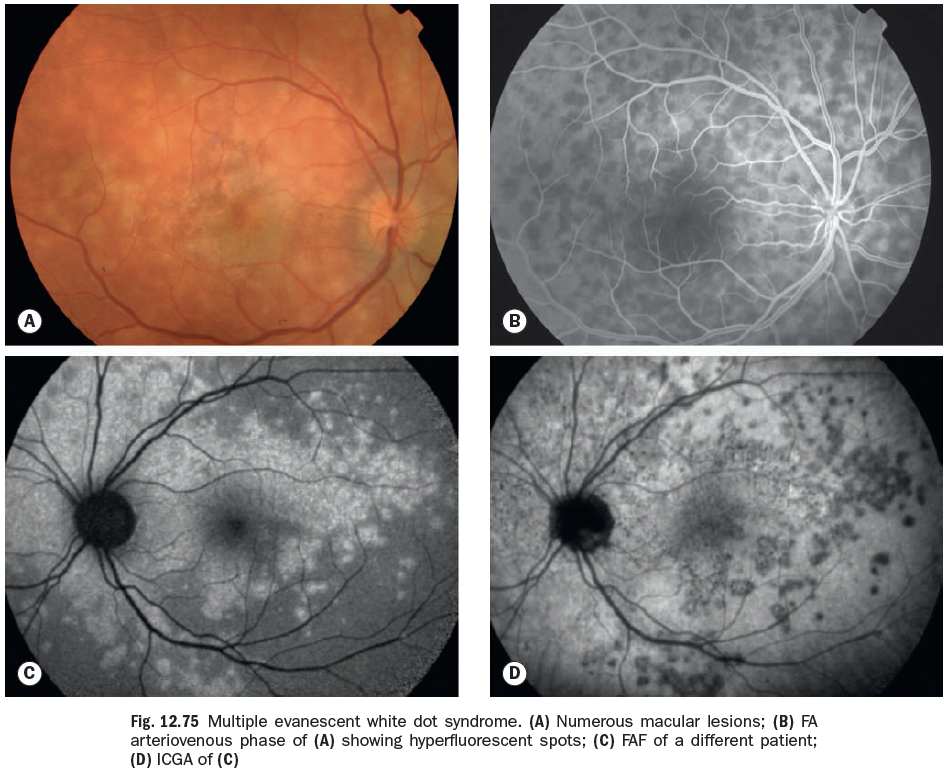 A
B
C
D
Fig. 12.75 Multiple evanescent white dot syndrome. (A) Numerous macular lesions; (B) FA
arteriovenous phase of (A) showing hyperfluorescent spots; (C) FAF of a different patient;
(D) ICGA of (C)